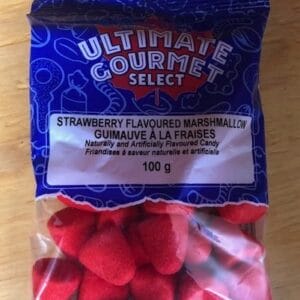 ULTIMATE
GOURMET
SELECT
STRAWBERRY FLAVOURED MARSHMALLOW
GUIMAUVE À LA FRAISES
Naturally and Artificially Flavoured Candy
Friandises à saveur naturelle et artificielle
100 g